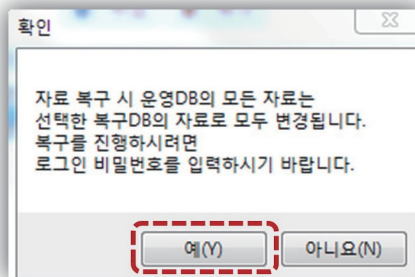 확인
자료 복구 시 운영DB의 모든 자료는
선택한 복구DB의 자료로 모두 변경됩니다.
복구를 진행하시려면
로그인 비밀번호를 입력하시기 바랍니다.
예(Y)
아니요(N)